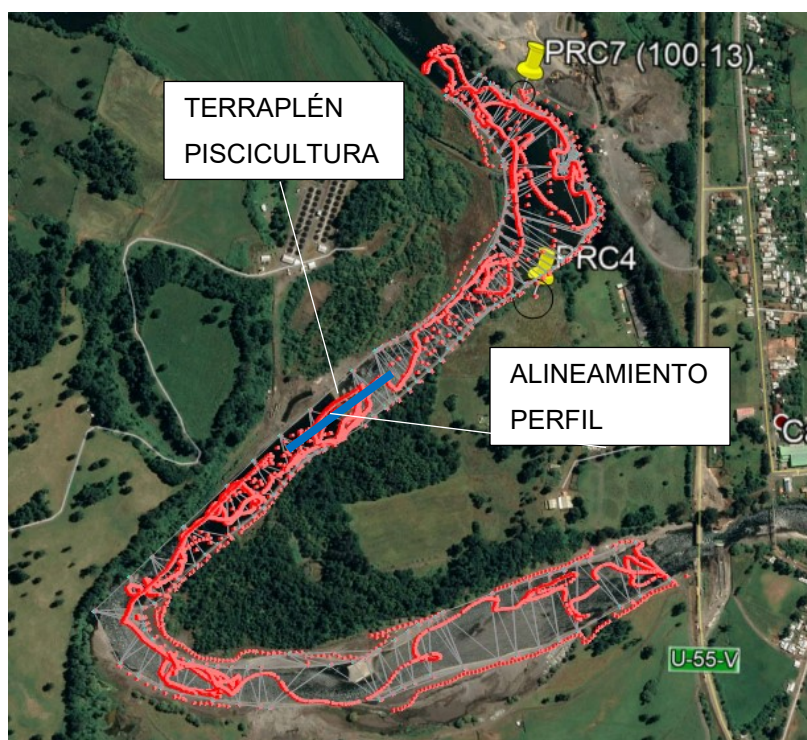 PRC7 (100.13)
TERRAPLÉN
PISCICULTURA
PRC4
ALINEAMIENTO
PERFIL
C
U-55-V